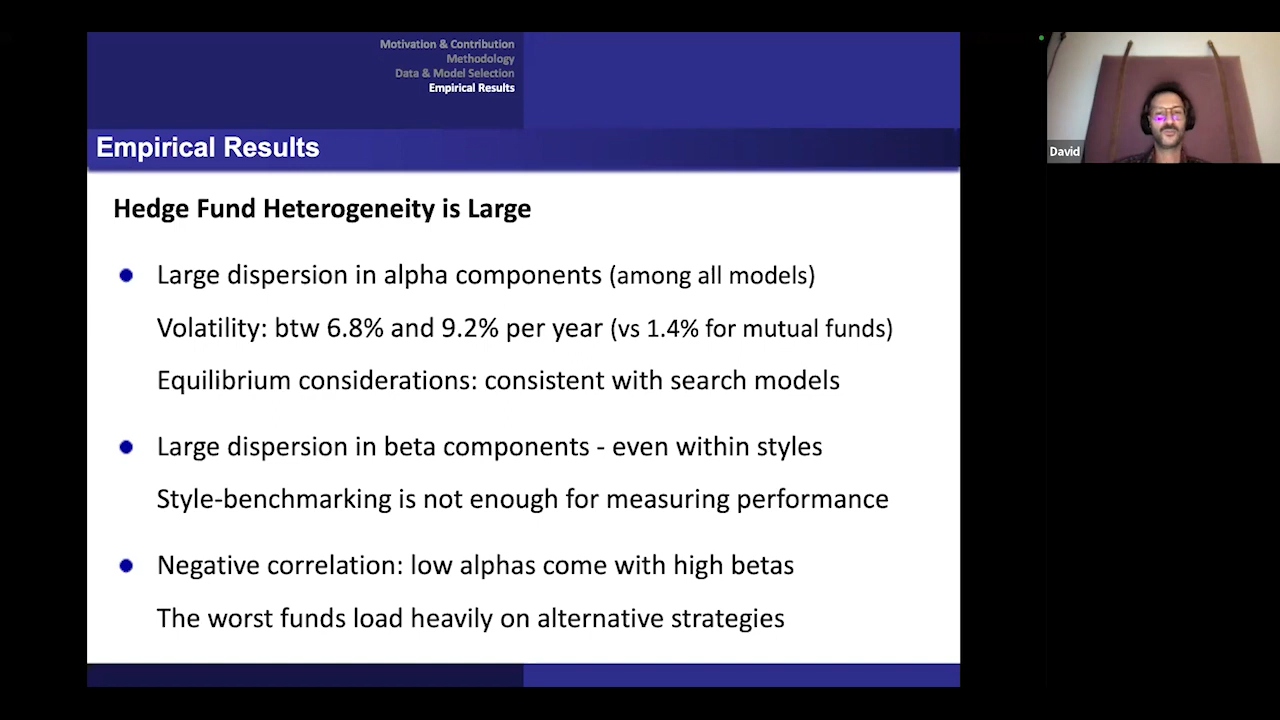 Motivation & Contribution
Methodology
Data & Model Selection
Empirical Results
Empirical Results
Hedge Fund Heterogeneity is Large
Large dispersion in alpha components (among all models)
Volatility: btw 6.8% and 9.2% per year (vs 1.4% for mutual funds)
Equilibrium considerations: consistent with search models
Large dispersion in beta components - even within styles
Style-benchmarking is not enough for measuring performance
Negative correlation: low alphas come with high betas
The worst funds load heavily on alternative strategies
David